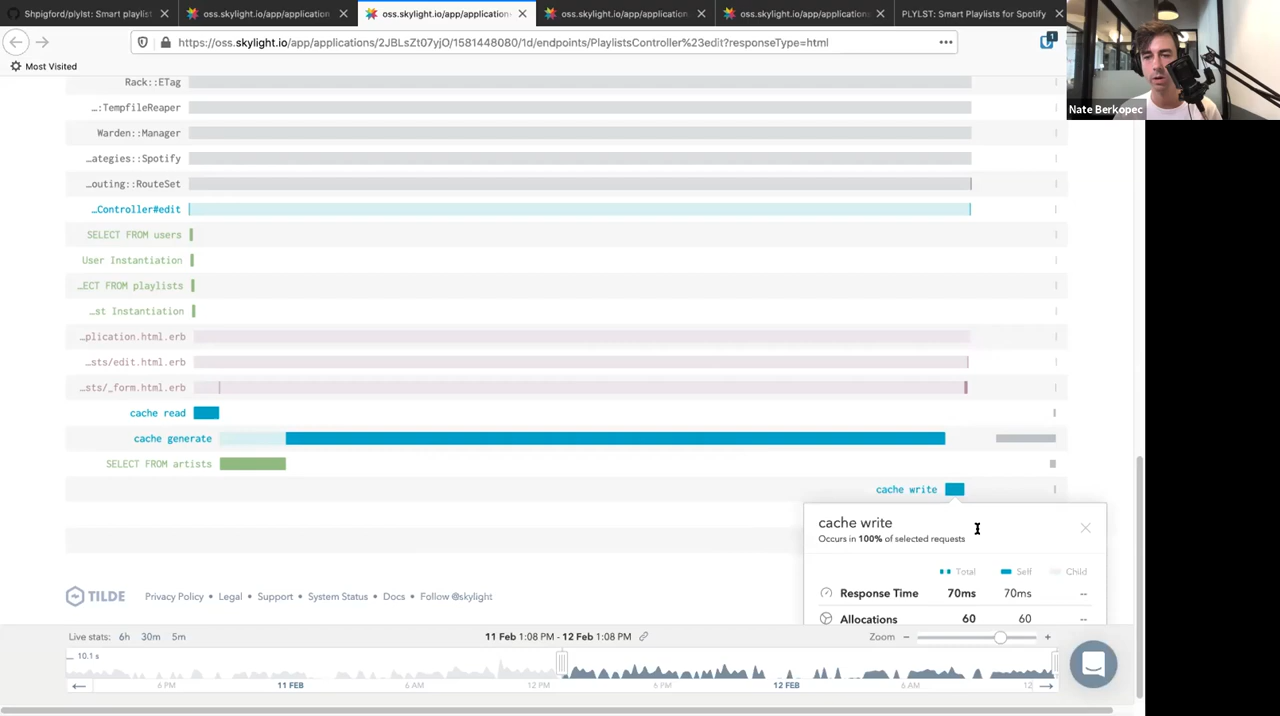 Shpigford/plylst: Smart playlist
oss.skylight.io/app/application
oss.skylight.io/app/application
oss.skylight.io/app/application
oss.skylight.io/app/application
PLYLST: Smart Playlists for Spotify
https://oss.skylight.io/app/applications/2JBLsZt07yjO/1581448080/1d/endpoints/PlaylistsController%23edit?responseType=html
1
Most Visited
Nate Berkopec
Rack::ETag
…:TempfileReaper
Warden::Manager
…ategies::Spotify
…outing::RouteSet
…Controller#edit
SELECT FROM users
User Instantiation
…ECT FROM playlists
…st Instantiation
…plication.html.erb
…sts/edit.html.erb
…sts/_form.html.erb
cache read
cache generate
SELECT FROM artists
cache write
cache write
Occurs in 100% of selected requests
Total Self Child
Response Time 70ms 70ms --
Allocations 60 60 --
TILDE Privacy Policy Legal Support System Status Docs Follow @skylight
Live stats: 6h 30m 5m 11 Feb 1:08 PM - 12 Feb 1:08 PM Zoom − +
10.1 s
6 PM 11 FEB 6 AM 12 PM 6 PM 12 FEB 6 AM 12